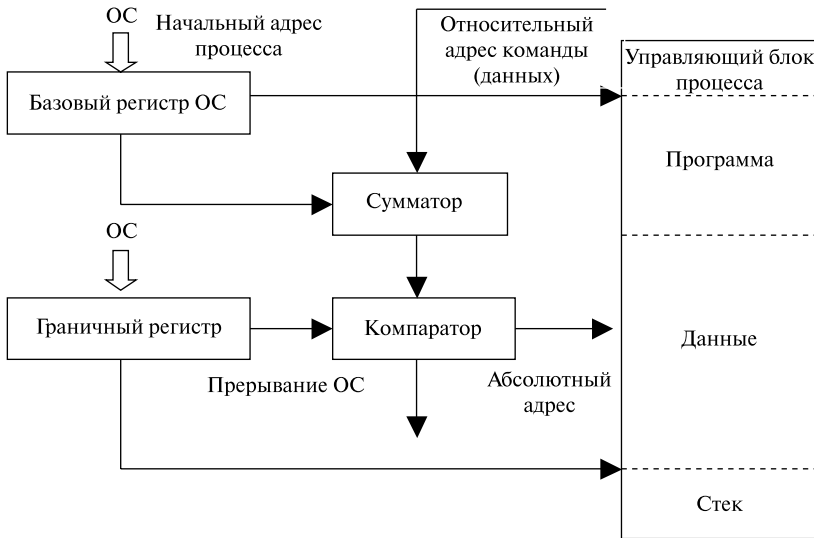 ОС
Начальный адрес
процесса
Относительный
адрес команды
(данных)
Управляющий блок
процесса
Базовый регистр ОС
Программа
Сумматор
ОС
Граничный регистр
Компаратор
Данные
Прерывание ОС
Абсолютный
адрес
Стек